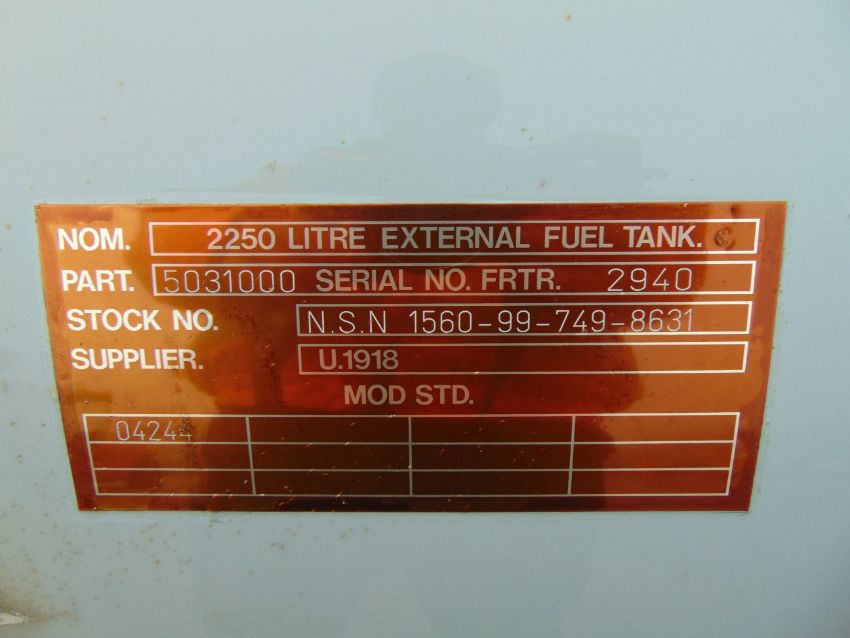 NOM. 2250 LITRE EXTERNAL FUEL TANK. C
PART. 5031000 SERIAL NO. FRTR. 2940
STOCK NO. N.S.N 1560-99-749-8631
SUPPLIER. U.1918
MOD STD.
04244